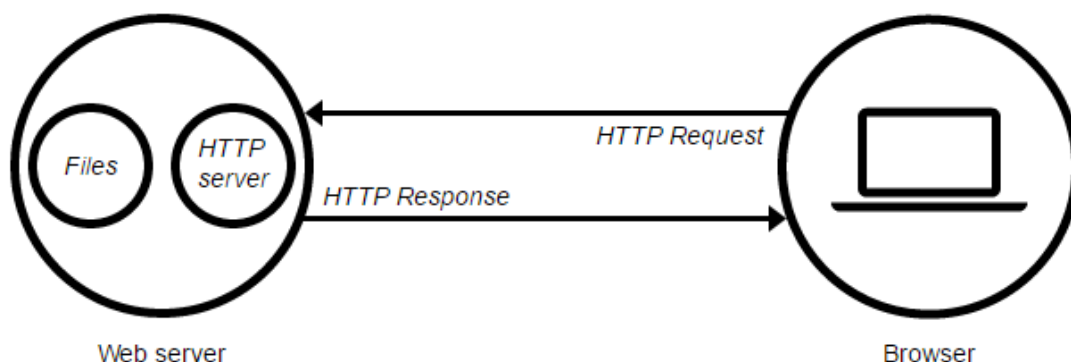 Files
HTTP
server
HTTP Request
HTTP Response
Web server
Browser